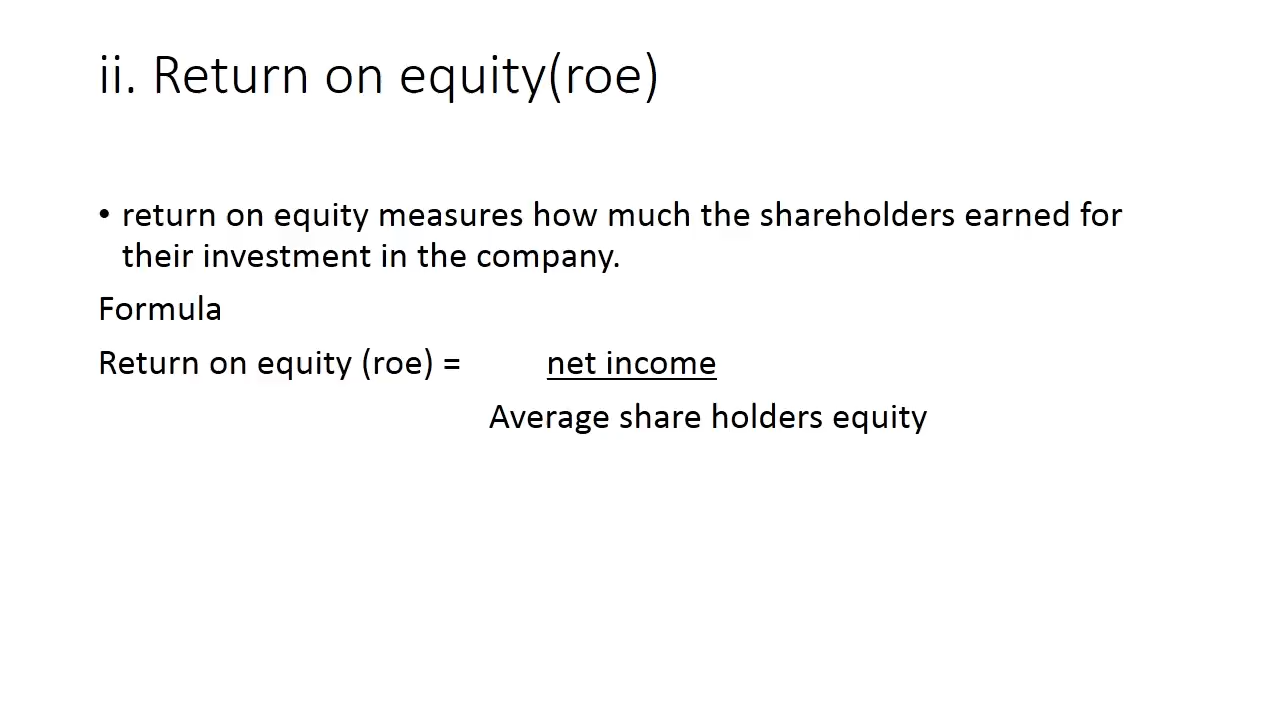 ii. Return on equity(roe)
• return on equity measures how much the shareholders earned for
their investment in the company.
Formula
Return on equity (roe) = net income
Average share holders equity